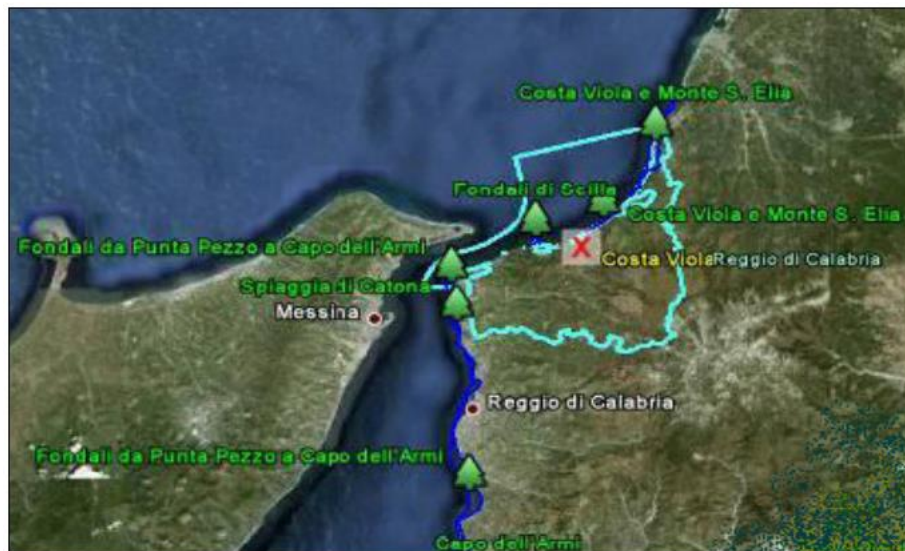 Costa Viola e Monte S. Elia
Fondali di Scilla
Costa Viola e Monte S. Elia
Fondali da Punta Pezzo a Capo dell'Armi
Costa Viola
Reggio di Calabria
Spiaggia di Catona
Messina
Reggio di Calabria
Fondali da Punta Pezzo a Capo dell'Armi
Capo dell'Armi